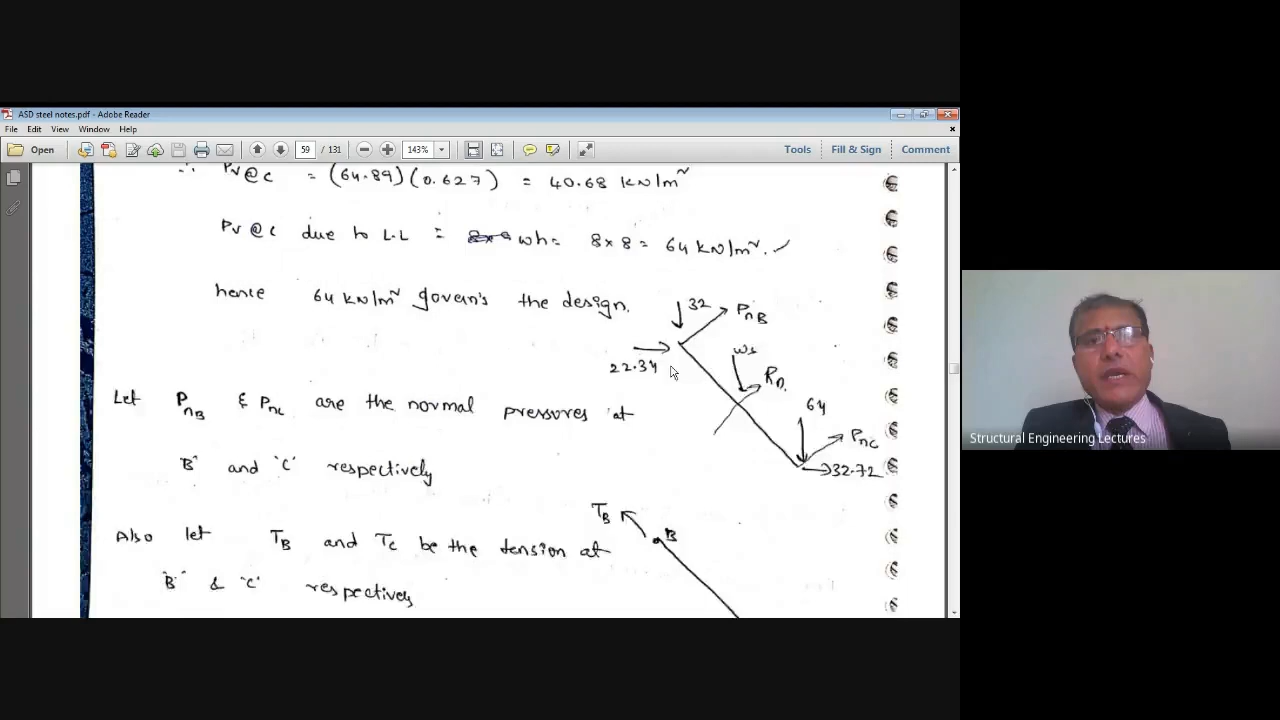 ASD steel notes.pdf - Adobe Reader
File Edit View Window Help
Open 59 / 131 143% Tools Fill & Sign Comment
∴ Pv@c = (64.89)(0.627) = 40.68 kN/m²
Pv@c due to L.L = wh = 8×8 = 64 kN/m². ✓
hence 64 kN/m² govern's the design.
32 PnB
22.34
ws
Rn
64
PnC
32.72
Let PnB & PnC are the normal pressures at
"B" and "C" respectively
Also let TB and TC be the tension at
"B" & "C" respectively
TB B
Structural Engineering Lectures